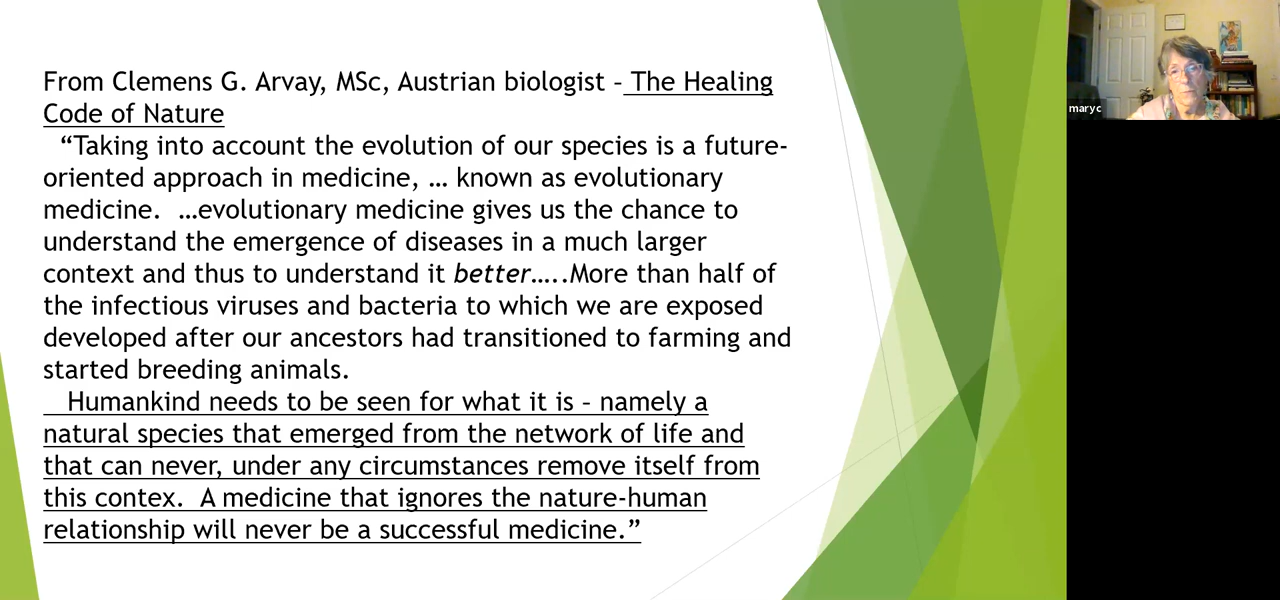 From Clemens G. Arvay, MSc, Austrian biologist – The Healing
Code of Nature
“Taking into account the evolution of our species is a future-
oriented approach in medicine, … known as evolutionary
medicine.  …evolutionary medicine gives us the chance to
understand the emergence of diseases in a much larger
context and thus to understand it better…..More than half of
the infectious viruses and bacteria to which we are exposed
developed after our ancestors had transitioned to farming and
started breeding animals.
Humankind needs to be seen for what it is – namely a
natural species that emerged from the network of life and
that can never, under any circumstances remove itself from
this contex.  A medicine that ignores the nature-human
relationship will never be a successful medicine.”
maryc